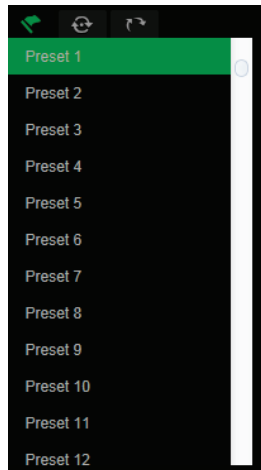 Preset 1
Preset 2
Preset 3
Preset 4
Preset 5
Preset 6
Preset 7
Preset 8
Preset 9
Preset 10
Preset 11
Preset 12